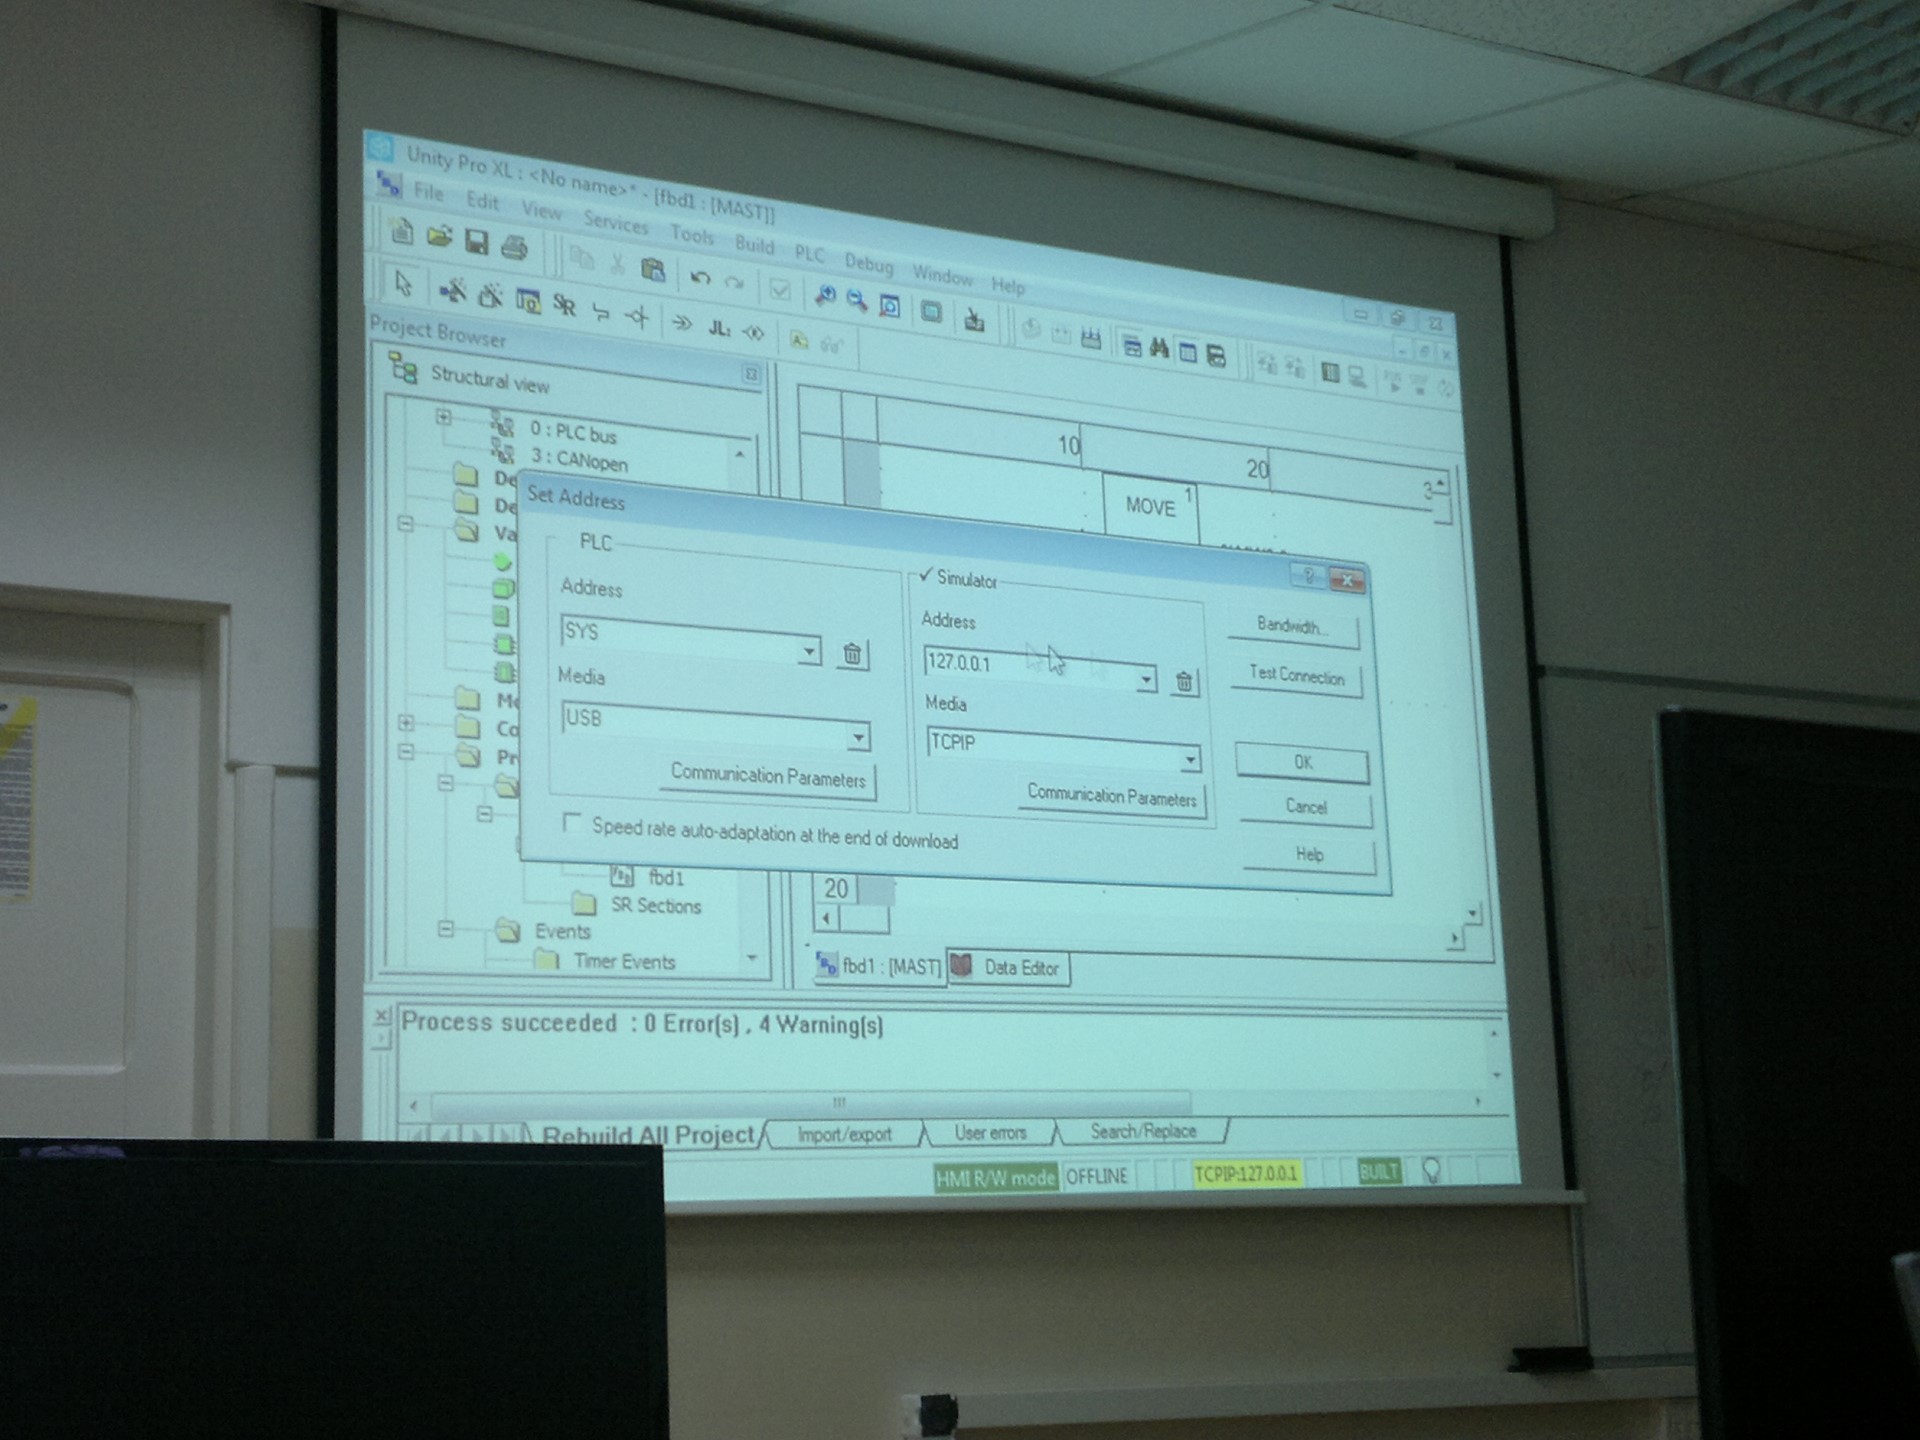 Unity Pro XL : <No name>* - [fbd1 : [MAST]]
File Edit View Services Tools Build PLC Debug Window Help
Project Browser
Structural view
0 : PLC bus
3 : CANopen
De
De
Va
Mo
Co
Pr
fbd1
SR Sections
Events
Timer Events
10 20 3
MOVE 1
Set Address
PLC
Address
SYS
Media
USB
Communication Parameters
Simulator
Address
127.0.0.1
Media
TCPIP
Communication Parameters
Bandwidth...
Test Connection
OK
Cancel
Help
Speed rate auto-adaptation at the end of download
20
fbd1 : [MAST] Data Editor
Process succeeded : 0 Error(s) , 4 Warning(s)
Rebuild All Project Import/export User errors Search/Replace
HMI R/W mode OFFLINE TCPIP:127.0.0.1 BUILT